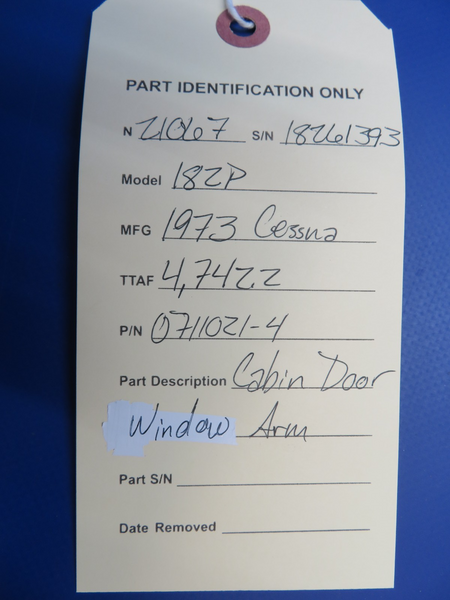 PART IDENTIFICATION ONLY
N 21067 S/N 18261393
Model 182P
MFG 1973 Cessna
TTAF 4,742.2
P/N 0711021-4
Part Description Cabin Door
Window Arm
Part S/N
Date Removed